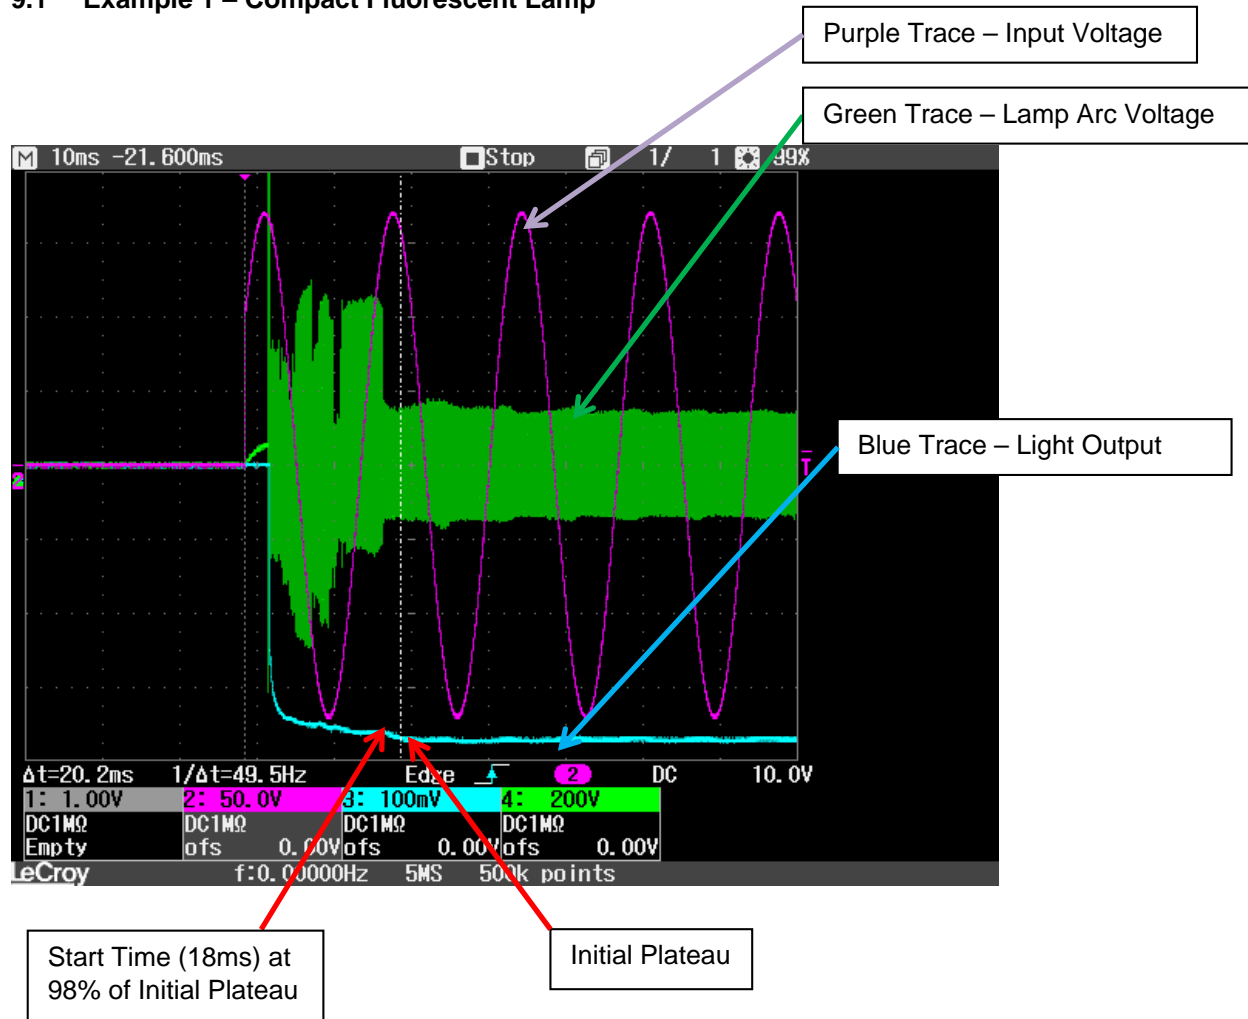 9.1 Example 1 – Compact Fluorescent Lamp
Purple Trace – Input Voltage
Green Trace – Lamp Arc Voltage
M 10ms -21.600ms Stop 1/ 1 99%
Blue Trace – Light Output
T
2
Δt=20.2ms 1/Δt=49.5Hz Edge 2 DC 10.0V
1: 1.00V 2: 50.0V 3: 100mV 4: 200V
DC1MΩ DC1MΩ DC1MΩ DC1MΩ
Empty ofs 0.00V ofs 0.00V ofs 0.00V
LeCroy f:0.00000Hz 5MS 500k points
Start Time (18ms) at
98% of Initial Plateau
Initial Plateau